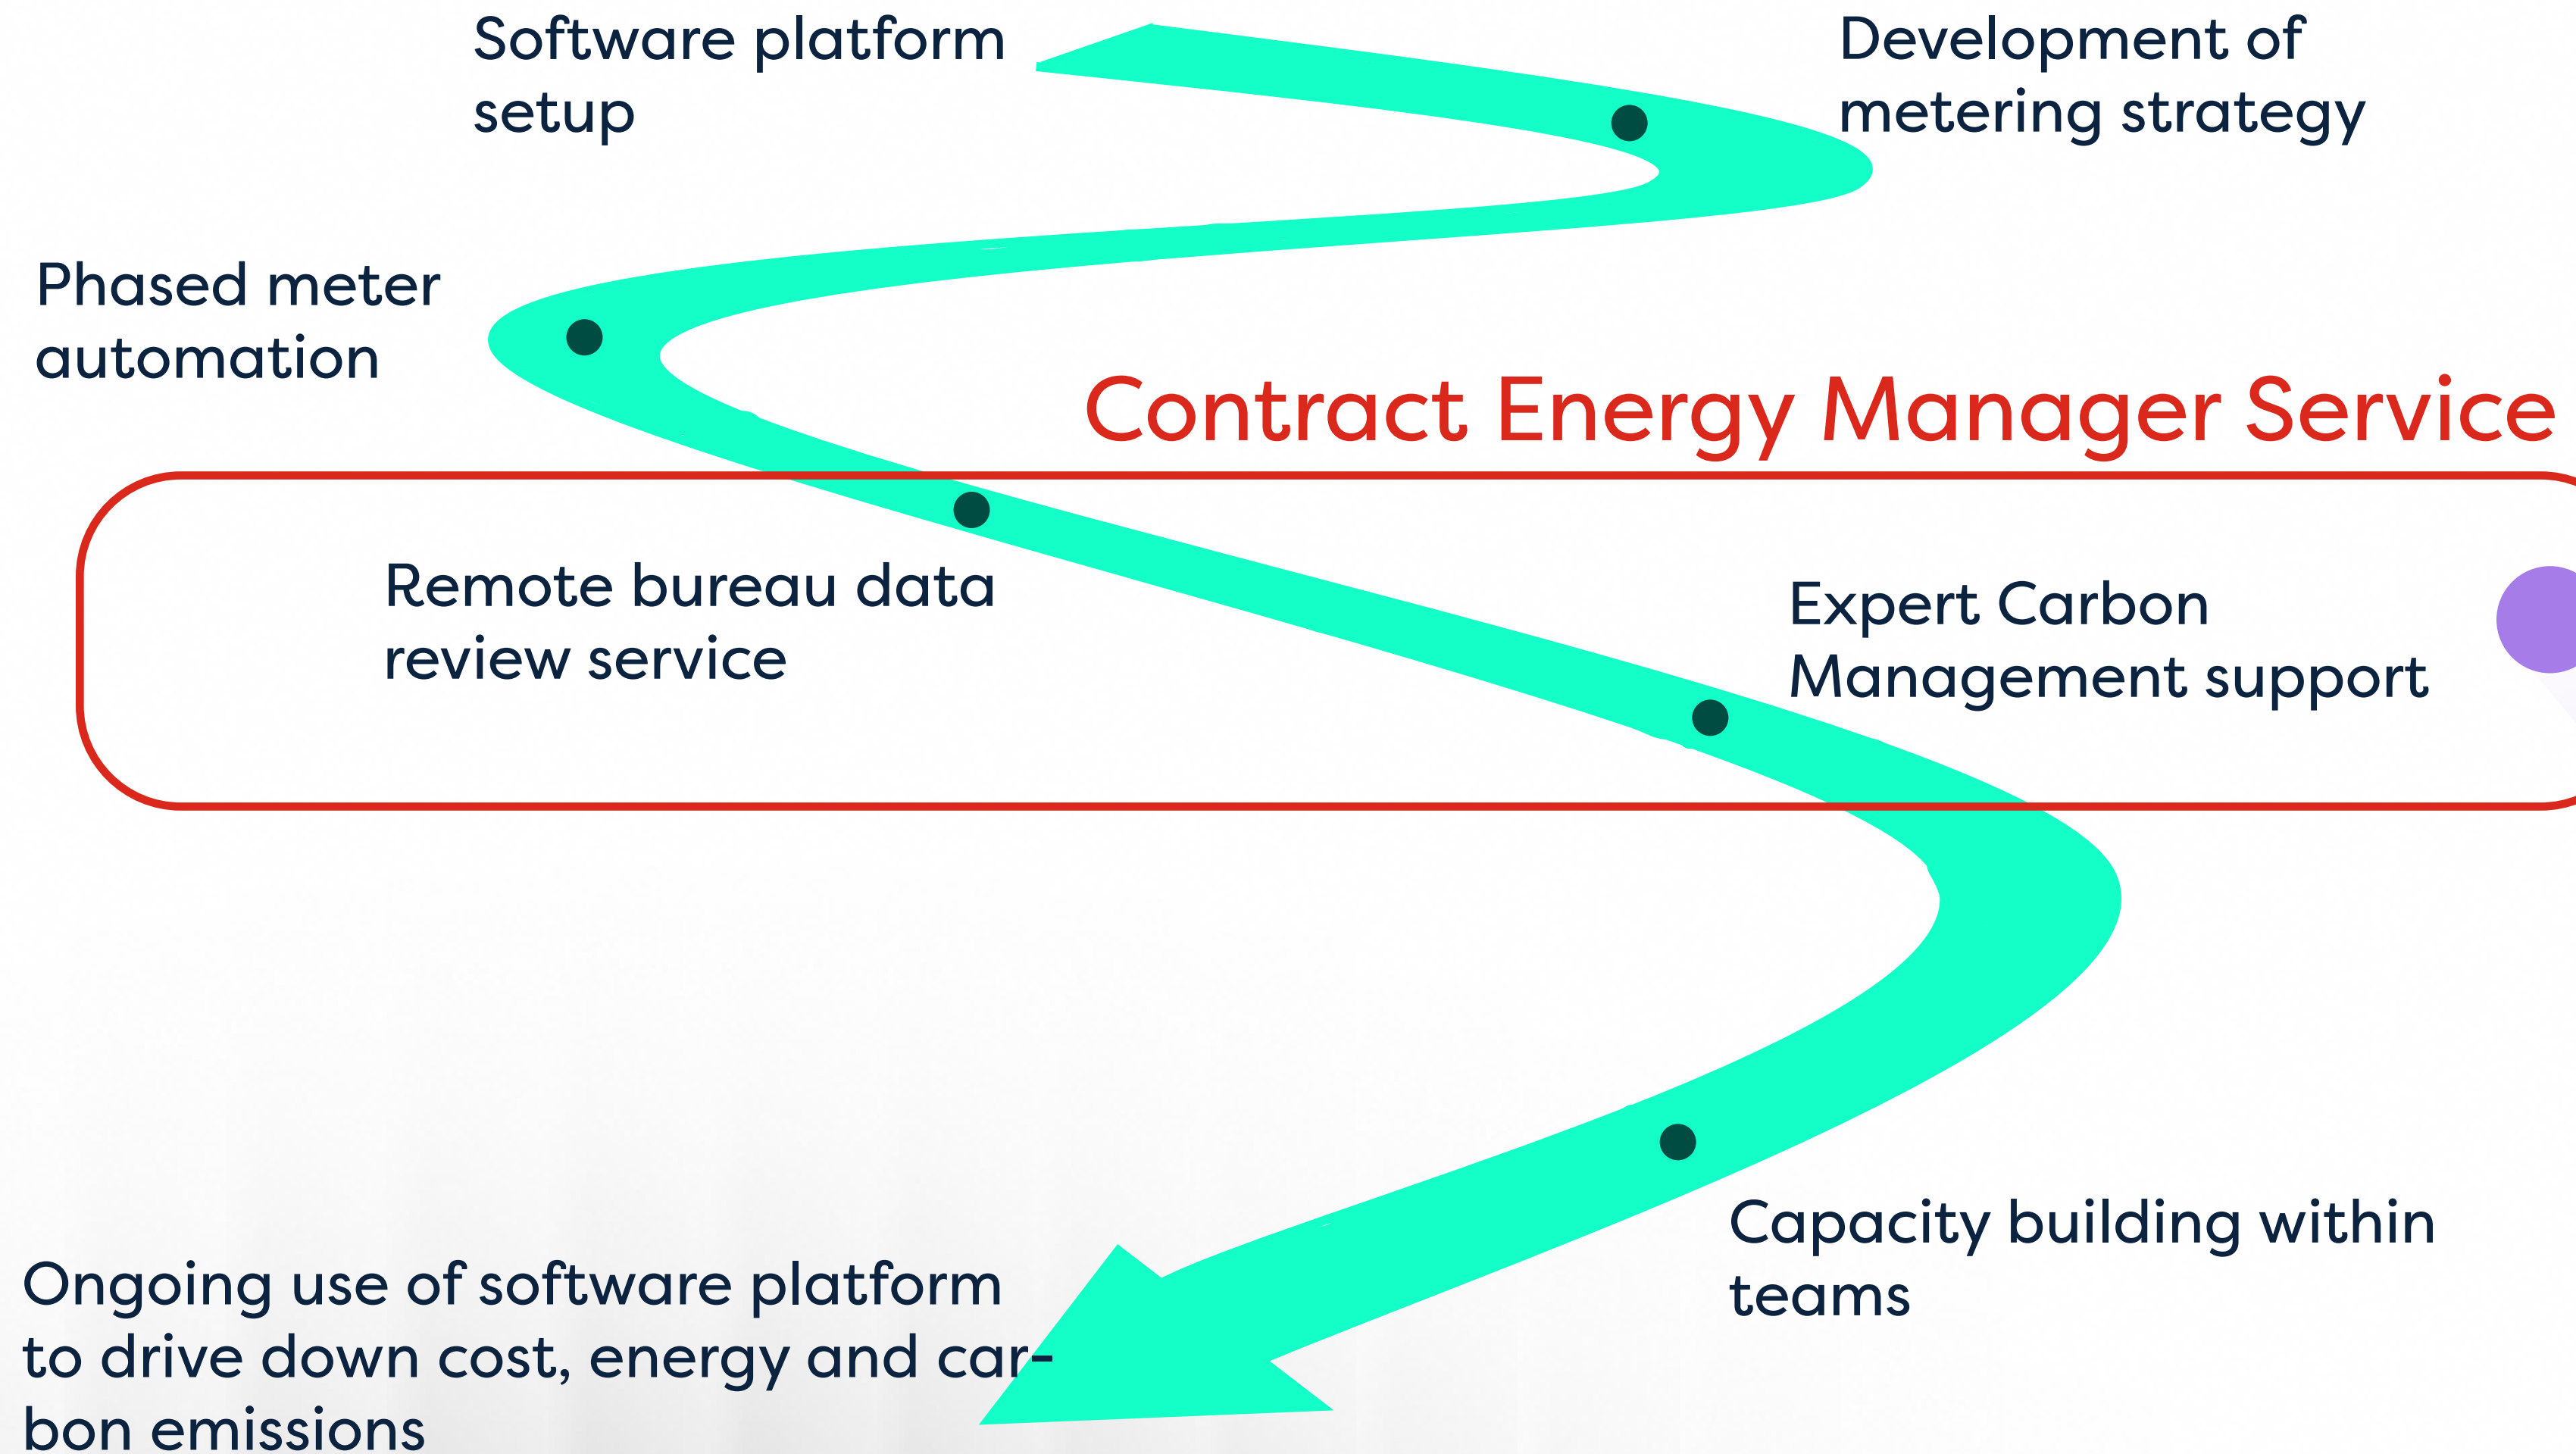 Software platform
setup
Development of
metering strategy
Phased meter
automation
Contract Energy Manager Service
Remote bureau data
review service
Expert Carbon
Management support
Capacity building within
teams
Ongoing use of software platform
to drive down cost, energy and car-
bon emissions